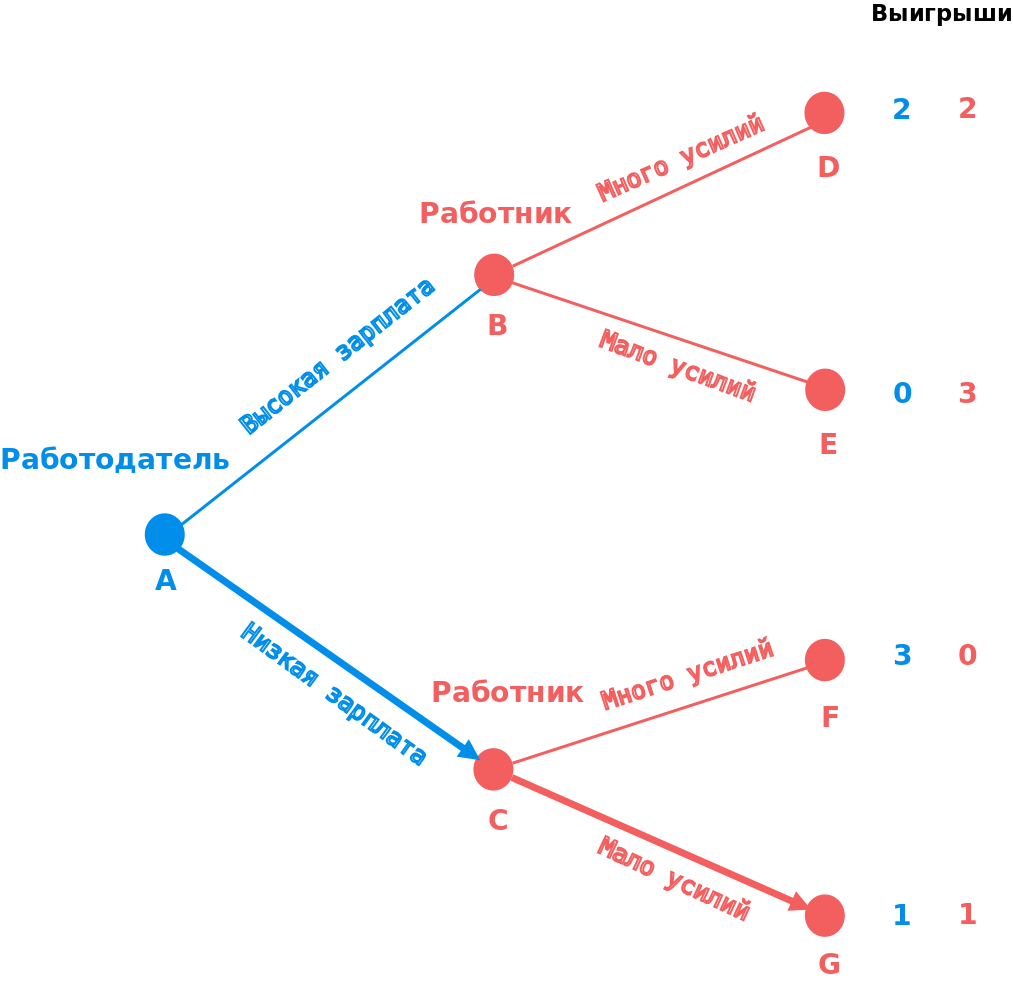 Выигрыши
Много усилий
2 2
D
Работник
B
Высокая зарплата
Мало усилий
0 3
E
Работодатель
A
Низкая зарплата
Работник
Много усилий
3 0
F
C
Мало усилий
1 1
G